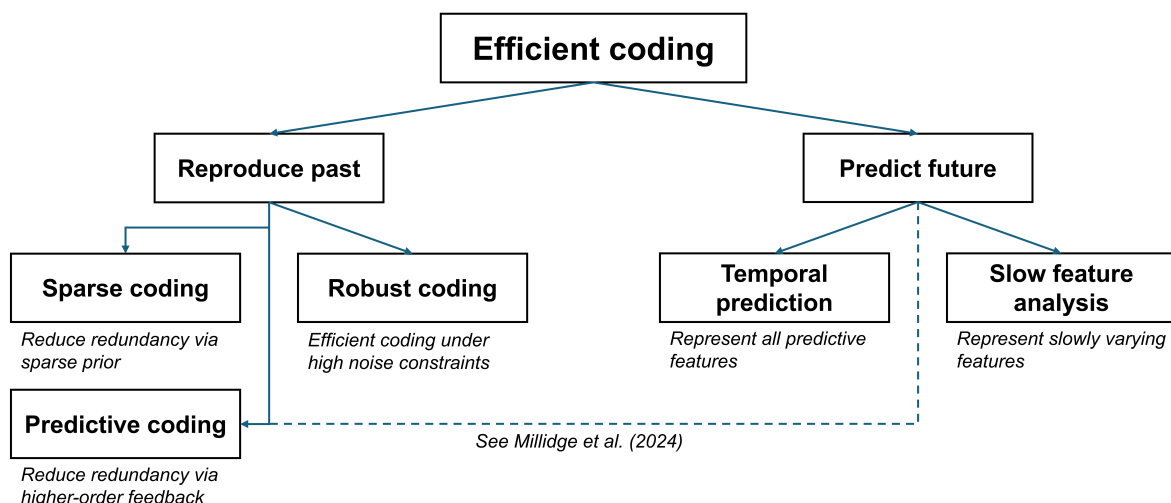 Efficient coding
Reproduce past
Predict future
Sparse coding
Robust coding
Temporal
prediction
Slow feature
analysis
Reduce redundancy via
sparse prior
Efficient coding under
high noise constraints
Represent all predictive
features
Represent slowly varying
features
Predictive coding
See Millidge et al. (2024)
Reduce redundancy via
higher-order feedback